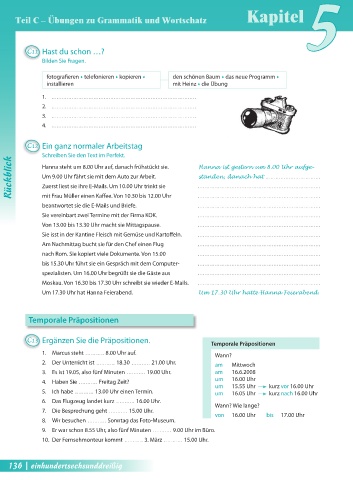 Teil C – Übungen zu Grammatik und Wortschatz
Kapitel 5
Rückblick
C11 Hast du schon …?
Bilden Sie Fragen.
fotografieren • telefonieren • kopieren • installieren
den schönen Baum • das neue Programm • mit Heinz • die Übung
1.
2.
3.
4.
C12 Ein ganz normaler Arbeitstag
Schreiben Sie den Text im Perfekt.
Hanna steht um 8.00 Uhr auf, danach frühstückt sie.
Um 9.00 Uhr fährt sie mit dem Auto zur Arbeit.
Zuerst liest sie ihre E-Mails. Um 10.00 Uhr trinkt sie
mit Frau Müller einen Kaffee. Von 10.30 bis 12.00 Uhr
beantwortet sie die E-Mails und Briefe.
Sie vereinbart zwei Termine mit der Firma KOK.
Von 13.00 bis 13.30 Uhr macht sie Mittagspause.
Sie isst in der Kantine Fleisch mit Gemüse und Kartoffeln.
Am Nachmittag bucht sie für den Chef einen Flug
nach Rom. Sie kopiert viele Dokumente. Von 15.00
bis 15.30 Uhr führt sie ein Gespräch mit dem Computer-
spezialisten. Um 16.00 Uhr begrüßt sie die Gäste aus
Moskau. Von 16.30 bis 17.30 Uhr schreibt sie wieder E-Mails.
Um 17.30 Uhr hat Hanna Feierabend.
Hanna ist gestern um 8.00 Uhr aufge-
standen, danach hat
Um 17.30 Uhr hatte Hanna Feierabend.
Temporale Präpositionen
C13 Ergänzen Sie die Präpositionen.
1. Marcus steht ………… 8.00 Uhr auf.
2. Der Unterricht ist ………… 18.30 ………… 21.00 Uhr.
3. Es ist 19.05, also fünf Minuten ………… 19.00 Uhr.
4. Haben Sie ………… Freitag Zeit?
5. Ich habe ………… 13.00 Uhr einen Termin.
6. Das Flugzeug landet kurz ………… 16.00 Uhr.
7. Die Besprechung geht ………… 15.00 Uhr.
8. Wir besuchen ………… Sonntag das Foto-Museum.
9. Er war schon 8.55 Uhr, also fünf Minuten ………… 9.00 Uhr im Büro.
10. Der Fernsehmonteur kommt ………… 3. März ………… 15.00 Uhr.
Temporale Präpositionen
Wann?
am Mittwoch
am 16.6.2008
um 16.00 Uhr
um 15.55 Uhr → kurz vor 16.00 Uhr
um 16.05 Uhr → kurz nach 16.00 Uhr
Wann? Wie lange?
von 16.00 Uhr bis 17.00 Uhr
136 | einhundertsechsunddreißig